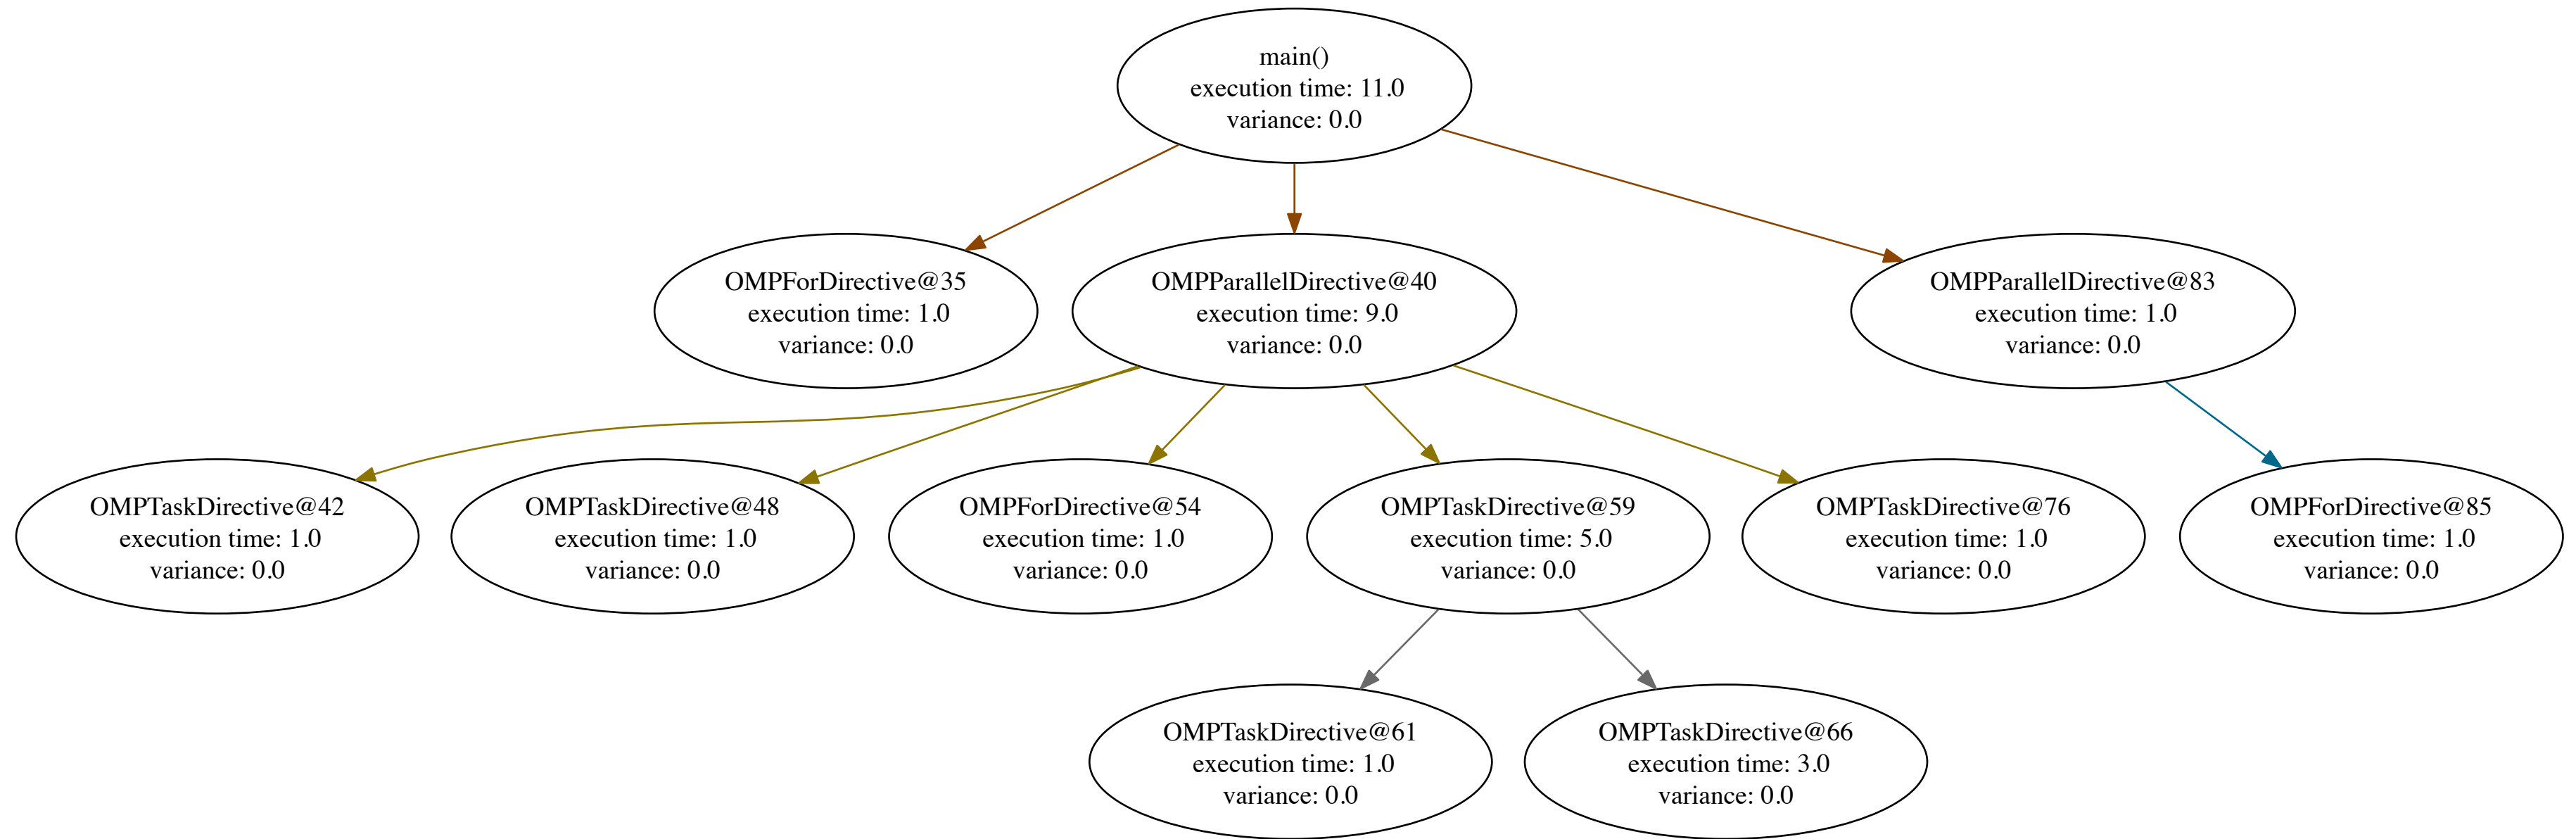 main()
execution time: 11.0
variance: 0.0
OMPForDirective@35
execution time: 1.0
variance: 0.0
OMPParallelDirective@40
execution time: 9.0
variance: 0.0
OMPParallelDirective@83
execution time: 1.0
variance: 0.0
OMPTaskDirective@42
execution time: 1.0
variance: 0.0
OMPTaskDirective@48
execution time: 1.0
variance: 0.0
OMPForDirective@54
execution time: 1.0
variance: 0.0
OMPTaskDirective@59
execution time: 5.0
variance: 0.0
OMPTaskDirective@76
execution time: 1.0
variance: 0.0
OMPForDirective@85
execution time: 1.0
variance: 0.0
OMPTaskDirective@61
execution time: 1.0
variance: 0.0
OMPTaskDirective@66
execution time: 3.0
variance: 0.0